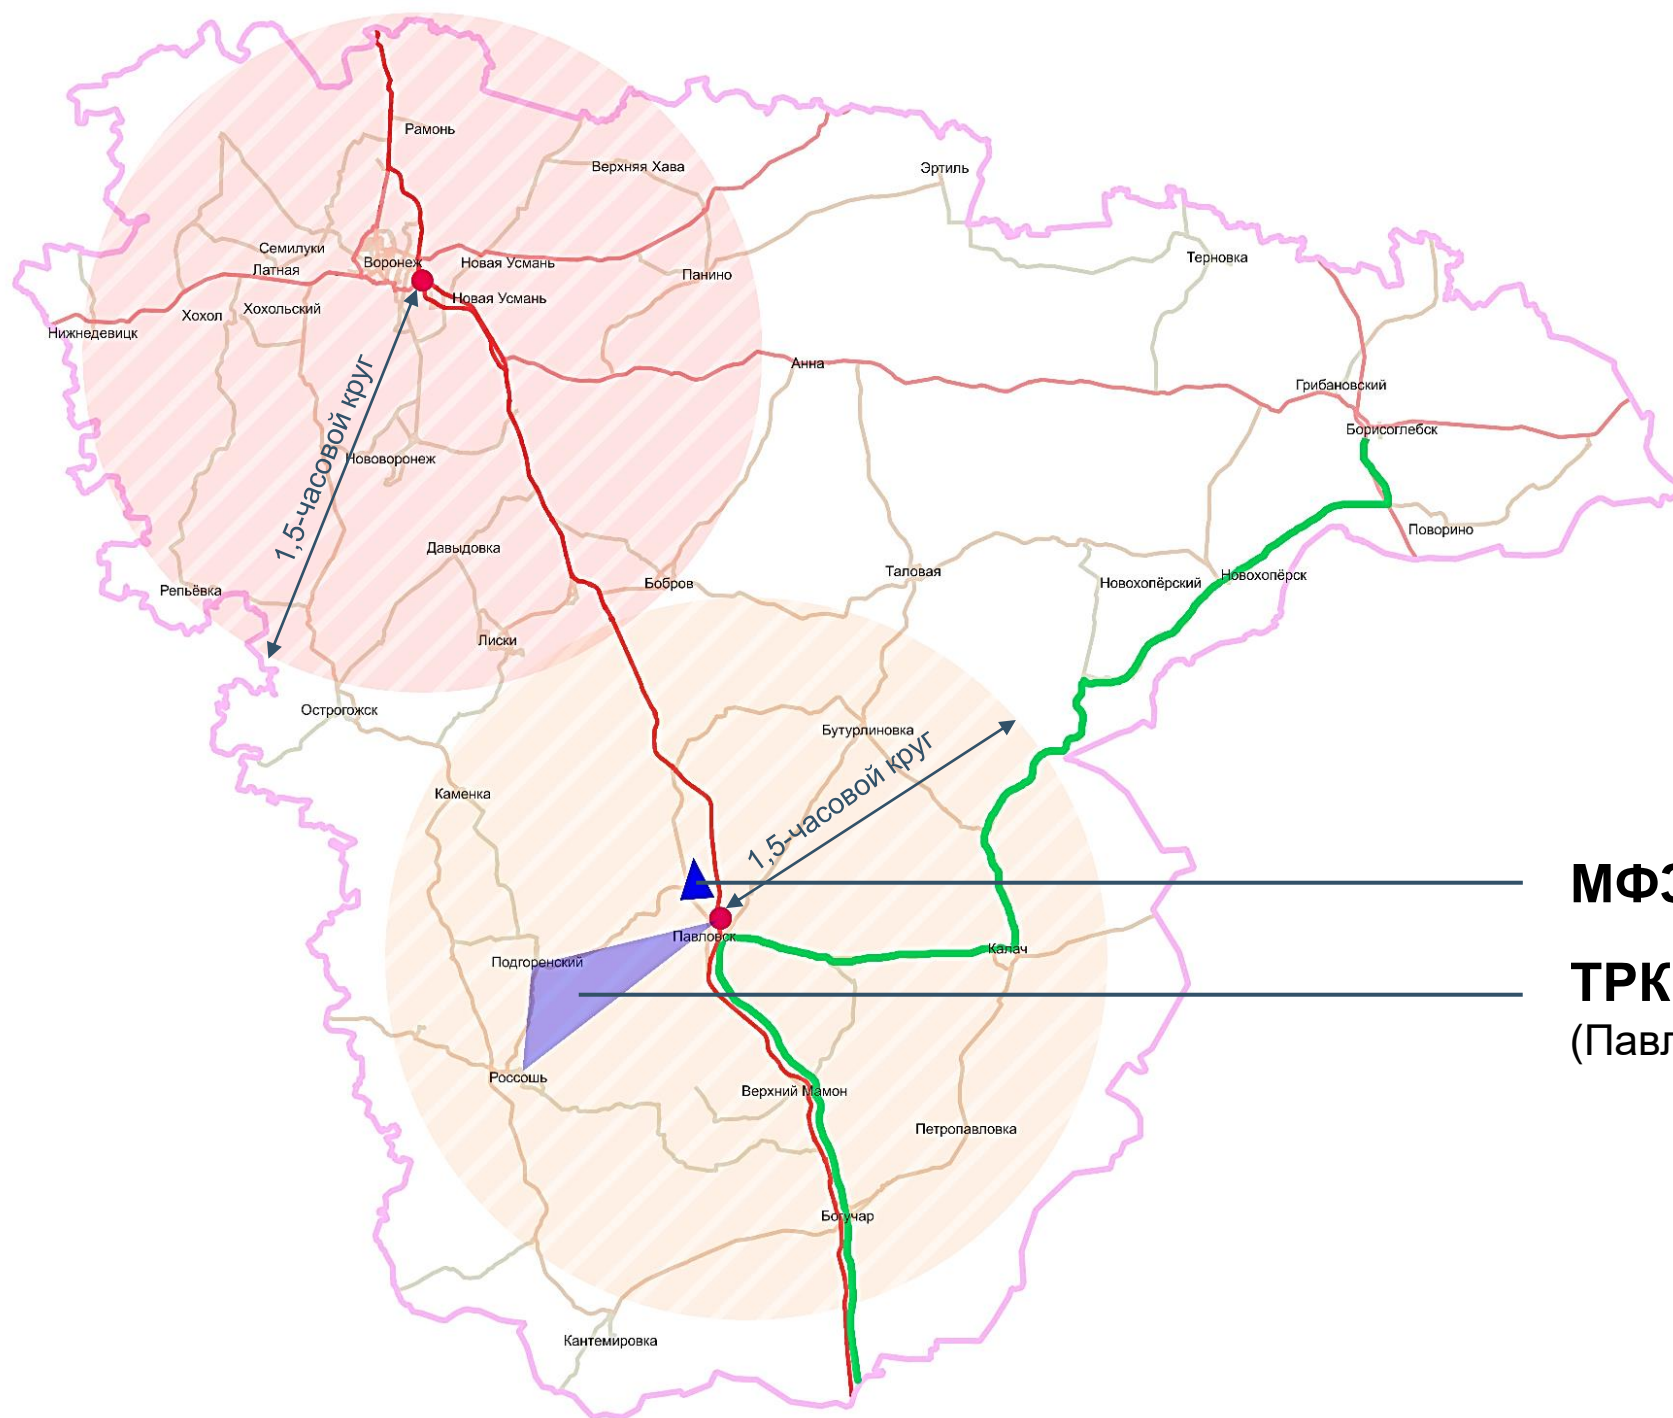 Рамонь
Верхняя Хава
Эртиль
Семилуки
Воронеж
Новая Усмань
Терновка
Латная
Панино
Новая Усмань
Хохол
Хохольский
Нижнедевицк
Анна
Грибановский
1,5-часовой круг
Борисоглебск
Нововоронеж
Поворино
Давыдовка
Бобров
Таловая
Новохопёрский
Новохопёрск
Репьёвка
Лиски
Острогожск
Бутурлиновка
1,5-часовой круг
Каменка
МФЗ
Павловск
Калач
Подгоренский
ТРК
(Павл
Россошь
Верхний Мамон
Петропавловка
Богучар
Кантемировка